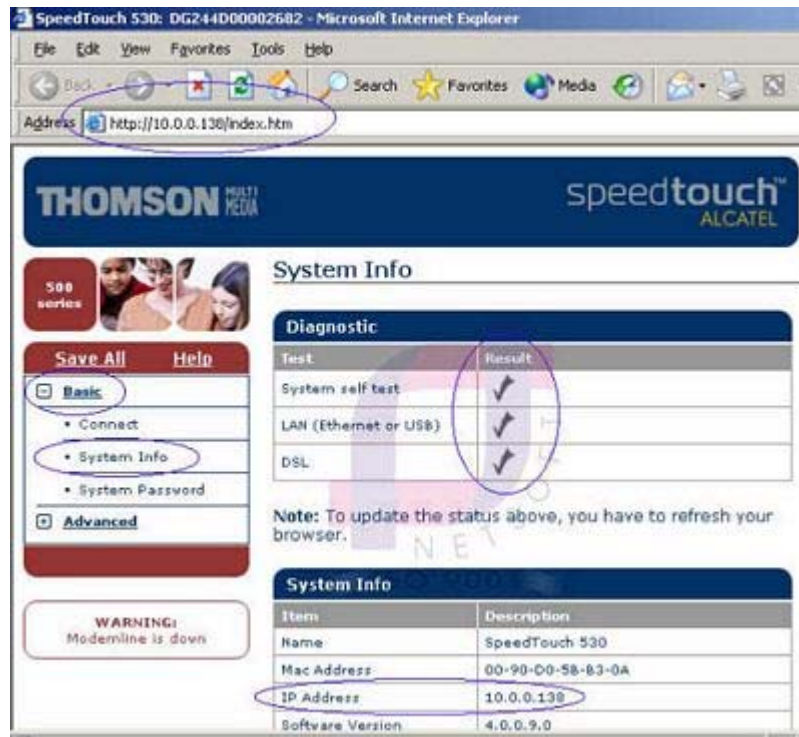 SpeedTouch 530: DG244D00002682 - Microsoft Internet Explorer
File Edit View Favorites Tools Help
Back Search Favorites Media
Address http://10.0.0.138/index.htm
THOMSON MULTI MEDIA
speedtouch™
ALCATEL
500 series
System Info
Save All Help
Basic
• Connect
• System Info
• System Password
Advanced
WARNING:
Modemline is down
Diagnostic
Test Result
System self test
LAN (Ethernet or USB)
DSL
Note: To update the status above, you have to refresh your
browser.
System Info
Item Description
Name SpeedTouch 530
Mac Address 00-90-D0-5B-B3-0A
IP Address 10.0.0.138
Software Version 4.0.0.9.0